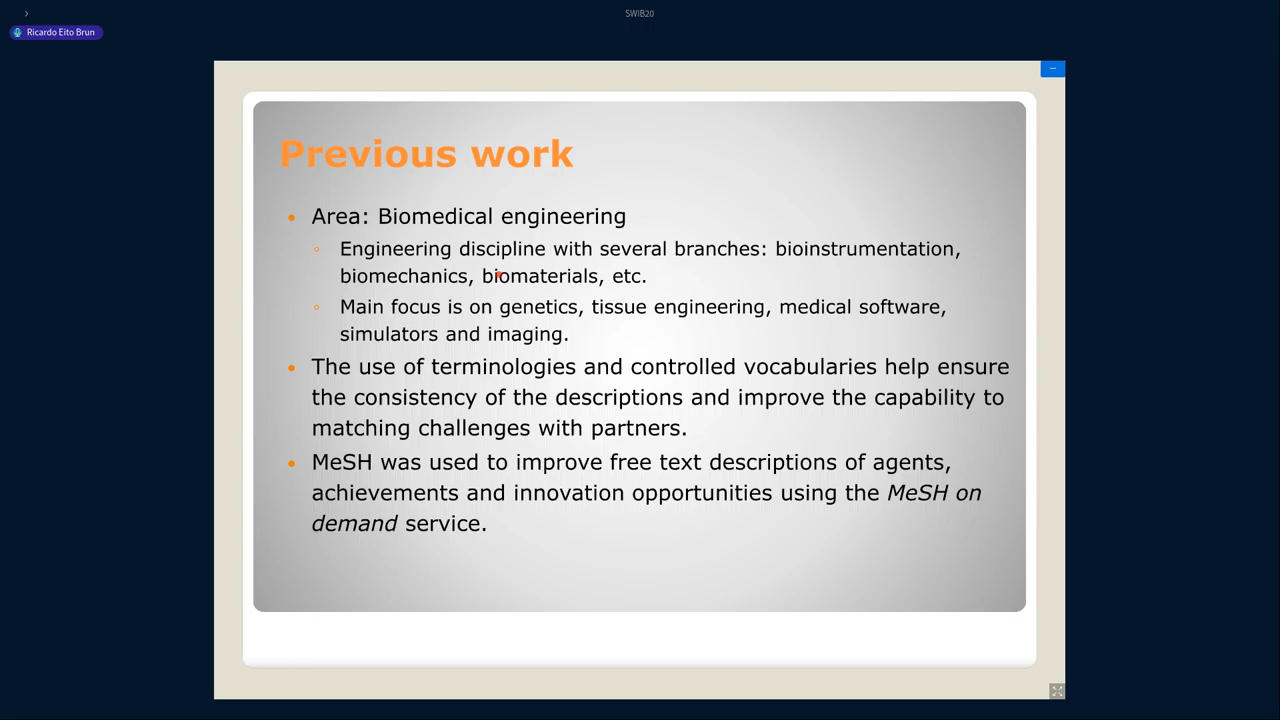 SWIB20
Ricardo Eito Brun
Previous work
Area: Biomedical engineering
Engineering discipline with several branches: bioinstrumentation,
biomechanics, biomaterials, etc.
Main focus is on genetics, tissue engineering, medical software,
simulators and imaging.
The use of terminologies and controlled vocabularies help ensure
the consistency of the descriptions and improve the capability to
matching challenges with partners.
MeSH was used to improve free text descriptions of agents,
achievements and innovation opportunities using the MeSH on
demand service.